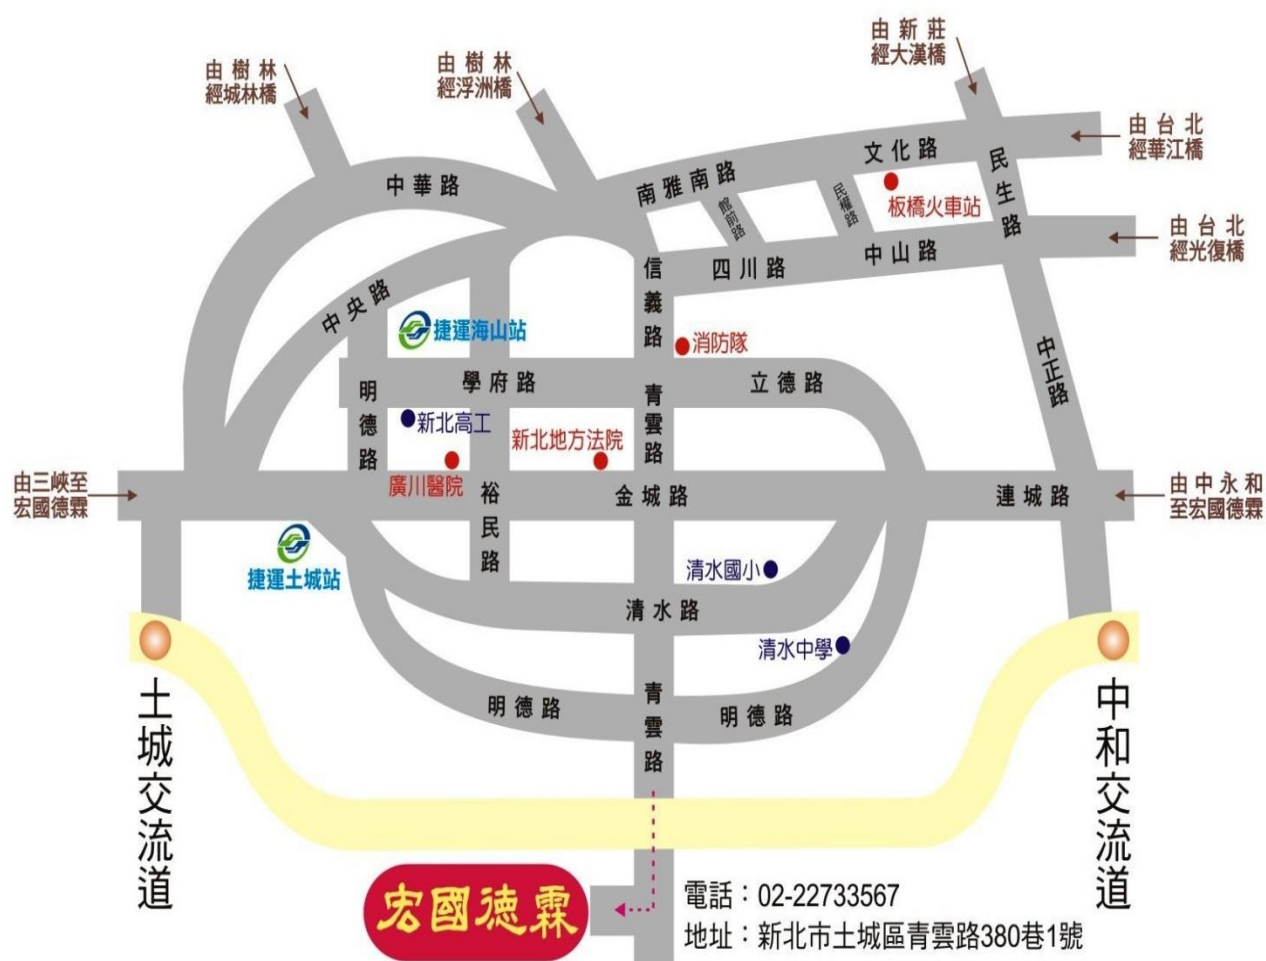 由新莊
經大漢橋
由樹林
經城林橋
由樹林
經浮洲橋
由台北
經華江橋
文化路
南雅南路
中華路
民生路
民權路
館前路
板橋火車站
由台北
經光復橋
中山路
四川路
信義路
中央路
捷運海山站
消防隊
中正路
學府路
立德路
明德路
青雲路
新北高工
新北地方法院
廣川醫院
由三峽至
宏國德霖
裕民路
金城路
連城路
由中永和
至宏國德霖
捷運土城站
清水國小
清水路
清水中學
明德路
青雲路
明德路
土城交流道
中和交流道
宏國德霖
電話：02-22733567
地址：新北市土城區青雲路380巷1號